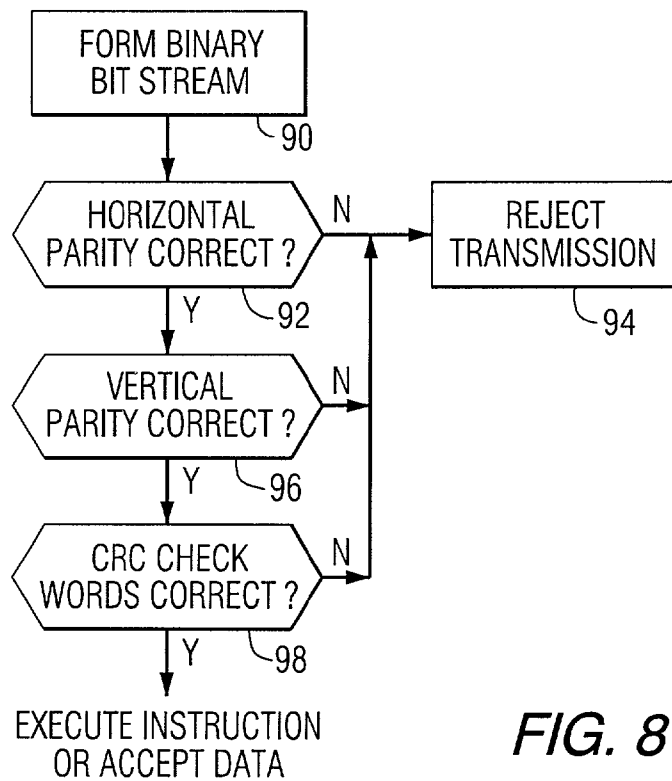 FORM BINARY
BIT STREAM
90
HORIZONTAL
PARITY CORRECT ?
N
REJECT
TRANSMISSION
Y
92
94
VERTICAL
PARITY CORRECT ?
N
Y
96
CRC CHECK
WORDS CORRECT ?
N
Y
98
EXECUTE INSTRUCTION
OR ACCEPT DATA
FIG. 8